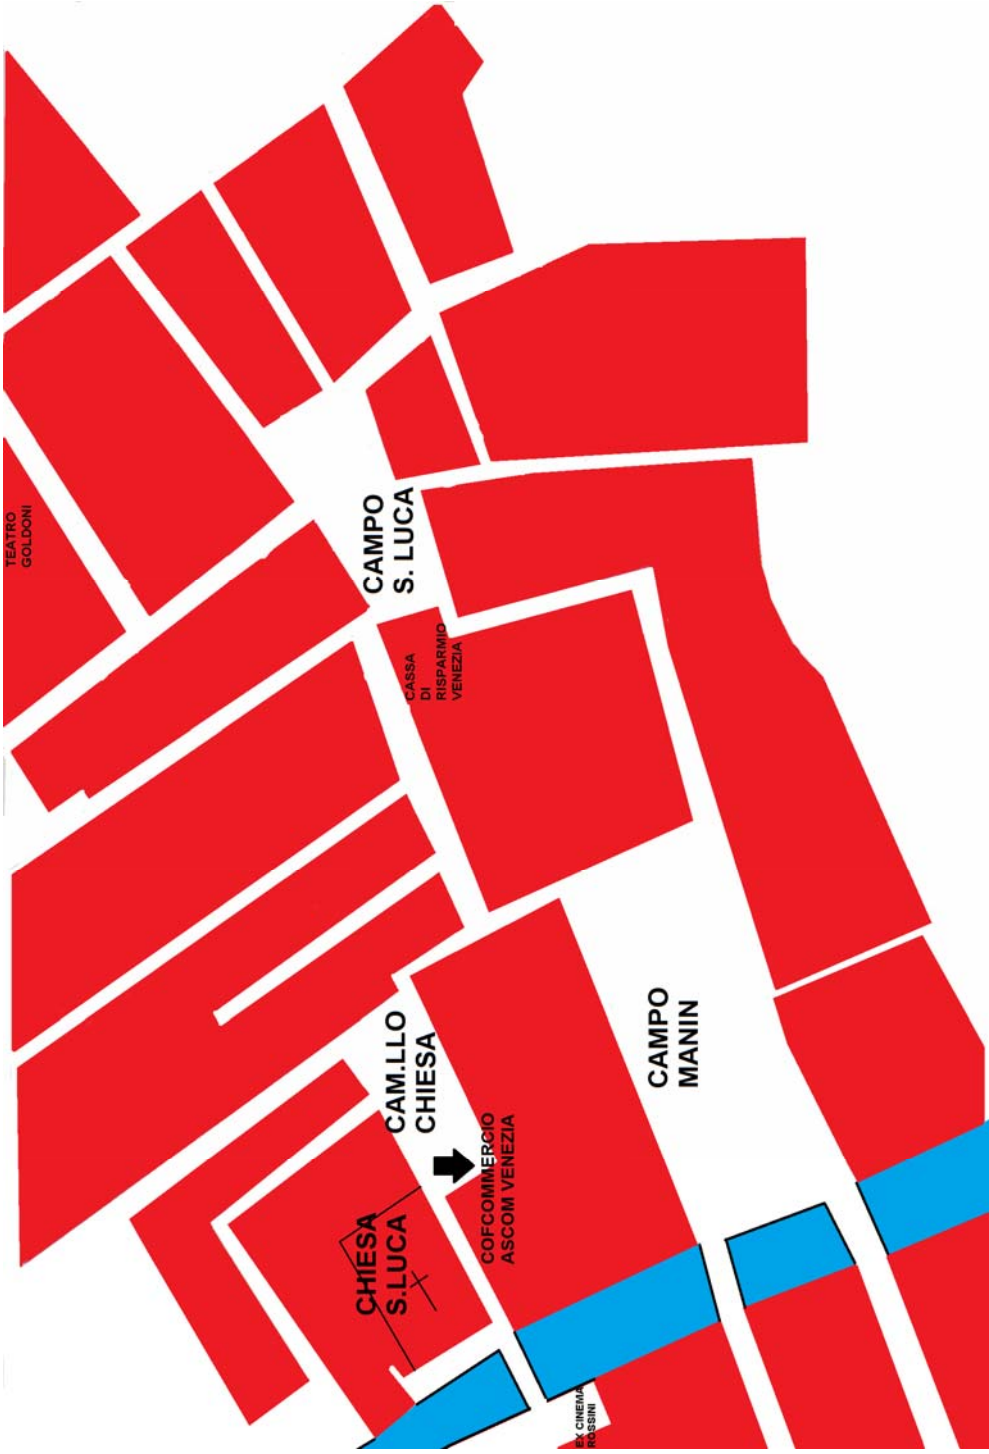 TEATRO
GOLDONI
CAMPO
S. LUCA
CASSA
DI
RISPARMIO
VENEZIA
CAM.LLO
CHIESA
CAMPO
MANIN
COFCOMMERCIO
ASCOM VENEZIA
CHIESA
S.LUCA
EX CINEMA
ROSSINI